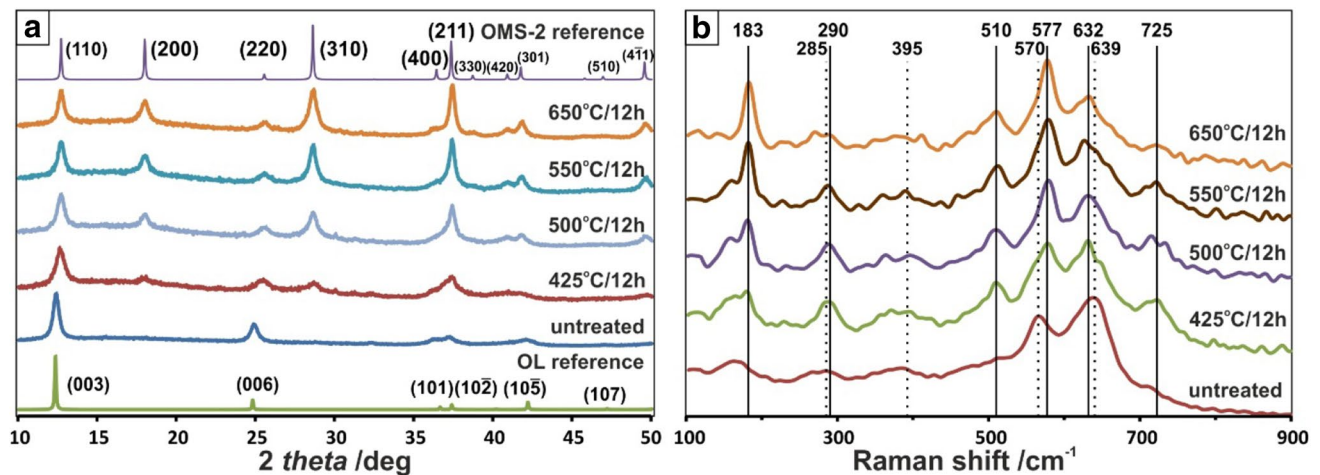 a
(110)
(200)
(220)
(310)
(211) OMS-2 reference
(400)
(330)
(420)
(301)
(510)
(41̄1)
650°C/12h
550°C/12h
500°C/12h
425°C/12h
untreated
OL reference
(003)
(006)
(101)
(102̄)
(105̄)
(107)
10 15 20 25 30 35 40 45 50
2 theta /deg
b
183 290 510 577 632 725
285 395 570 639
650°C/12h
550°C/12h
500°C/12h
425°C/12h
untreated
100 300 500 700 900
Raman shift /cm⁻¹